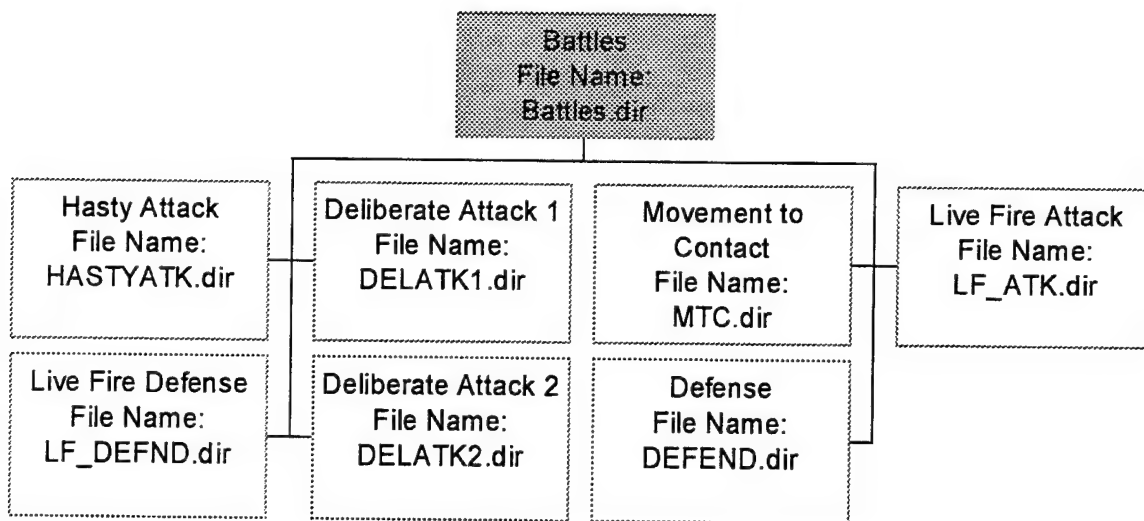 Battles
File Name:
Battles.dir
Hasty Attack
File Name:
HASTYATK.dir
Deliberate Attack 1
File Name:
DELATK1.dir
Movement to
Contact
File Name:
MTC.dir
Live Fire Attack
File Name:
LF_ATK.dir
Live Fire Defense
File Name:
LF_DEFND.dir
Deliberate Attack 2
File Name:
DELATK2.dir
Defense
File Name:
DEFEND.dir